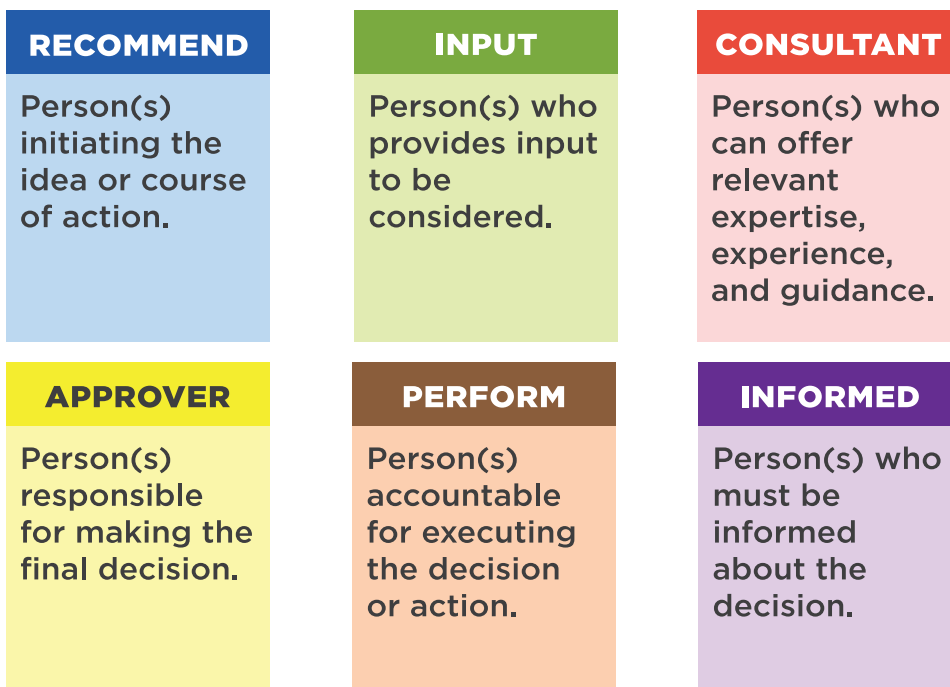 RECOMMEND
Person(s)
initiating the
idea or course
of action.
INPUT
Person(s) who
provides input
to be
considered.
CONSULTANT
Person(s) who
can offer
relevant
expertise,
experience,
and guidance.
APPROVER
Person(s)
responsible
for making the
final decision.
PERFORM
Person(s)
accountable
for executing
the decision
or action.
INFORMED
Person(s) who
must be
informed
about the
decision.